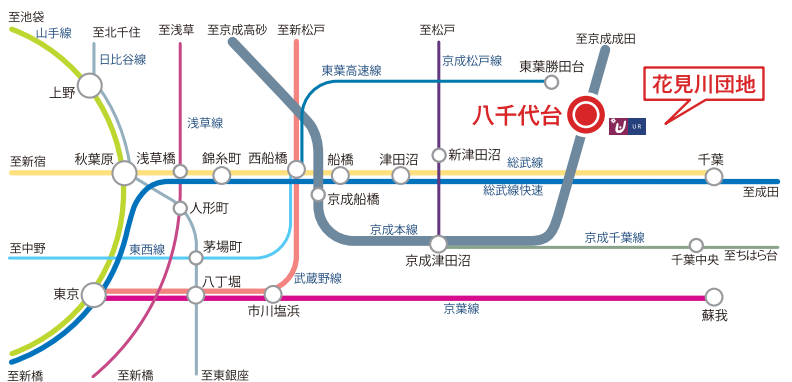 至池袋
山手線
至北千住
至浅草
至京成高砂
至新松戸
至松戸
至京成成田
日比谷線
京成松戸線
東葉高速線
東葉勝田台
花見川団地
上野
浅草線
八千代台
UR
至新宿
秋葉原
浅草橋
錦糸町
西船橋
船橋
津田沼
新津田沼
総武線
千葉
総武線快速
至成田
京成船橋
人形町
京成本線
至中野
東西線
茅場町
京成千葉線
京成津田沼
千葉中央
至ちはら台
東京
八丁堀
武蔵野線
市川塩浜
京葉線
蘇我
至新橋
至新橋
至東銀座